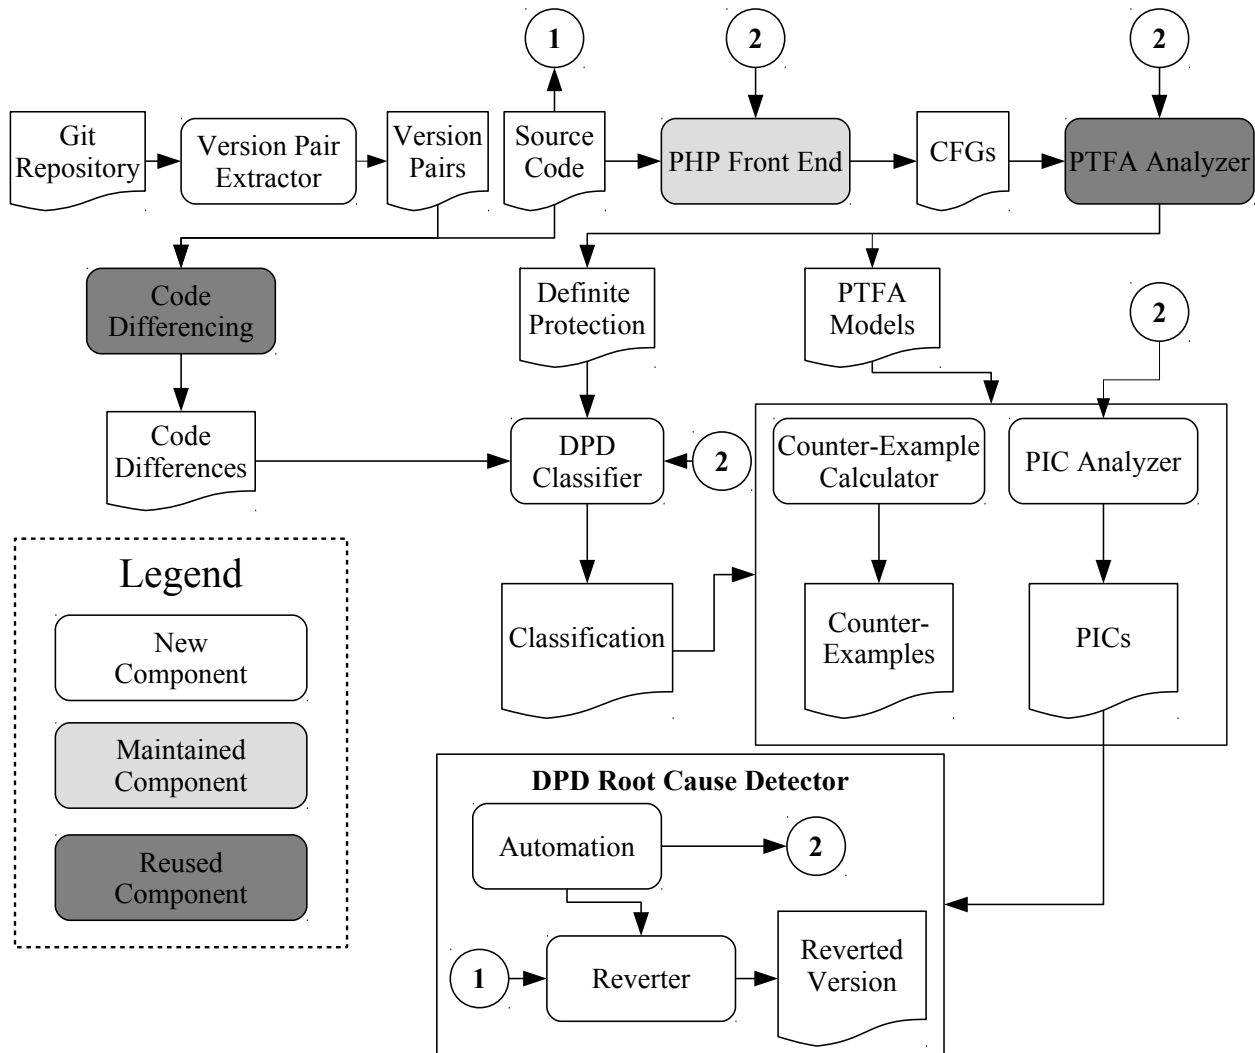 1
2
2
Git
Repository
Version Pair
Extractor
Version
Pairs
Source
Code
PHP Front End
CFGs
PTFA Analyzer
Code
Differencing
Definite
Protection
PTFA
Models
2
Code
Differences
DPD
Classifier
2
Counter-Example
Calculator
PIC Analyzer
Classification
Counter-
Examples
PICs
Legend
New
Component
Maintained
Component
Reused
Component
DPD Root Cause Detector
Automation
2
1
Reverter
Reverted
Version